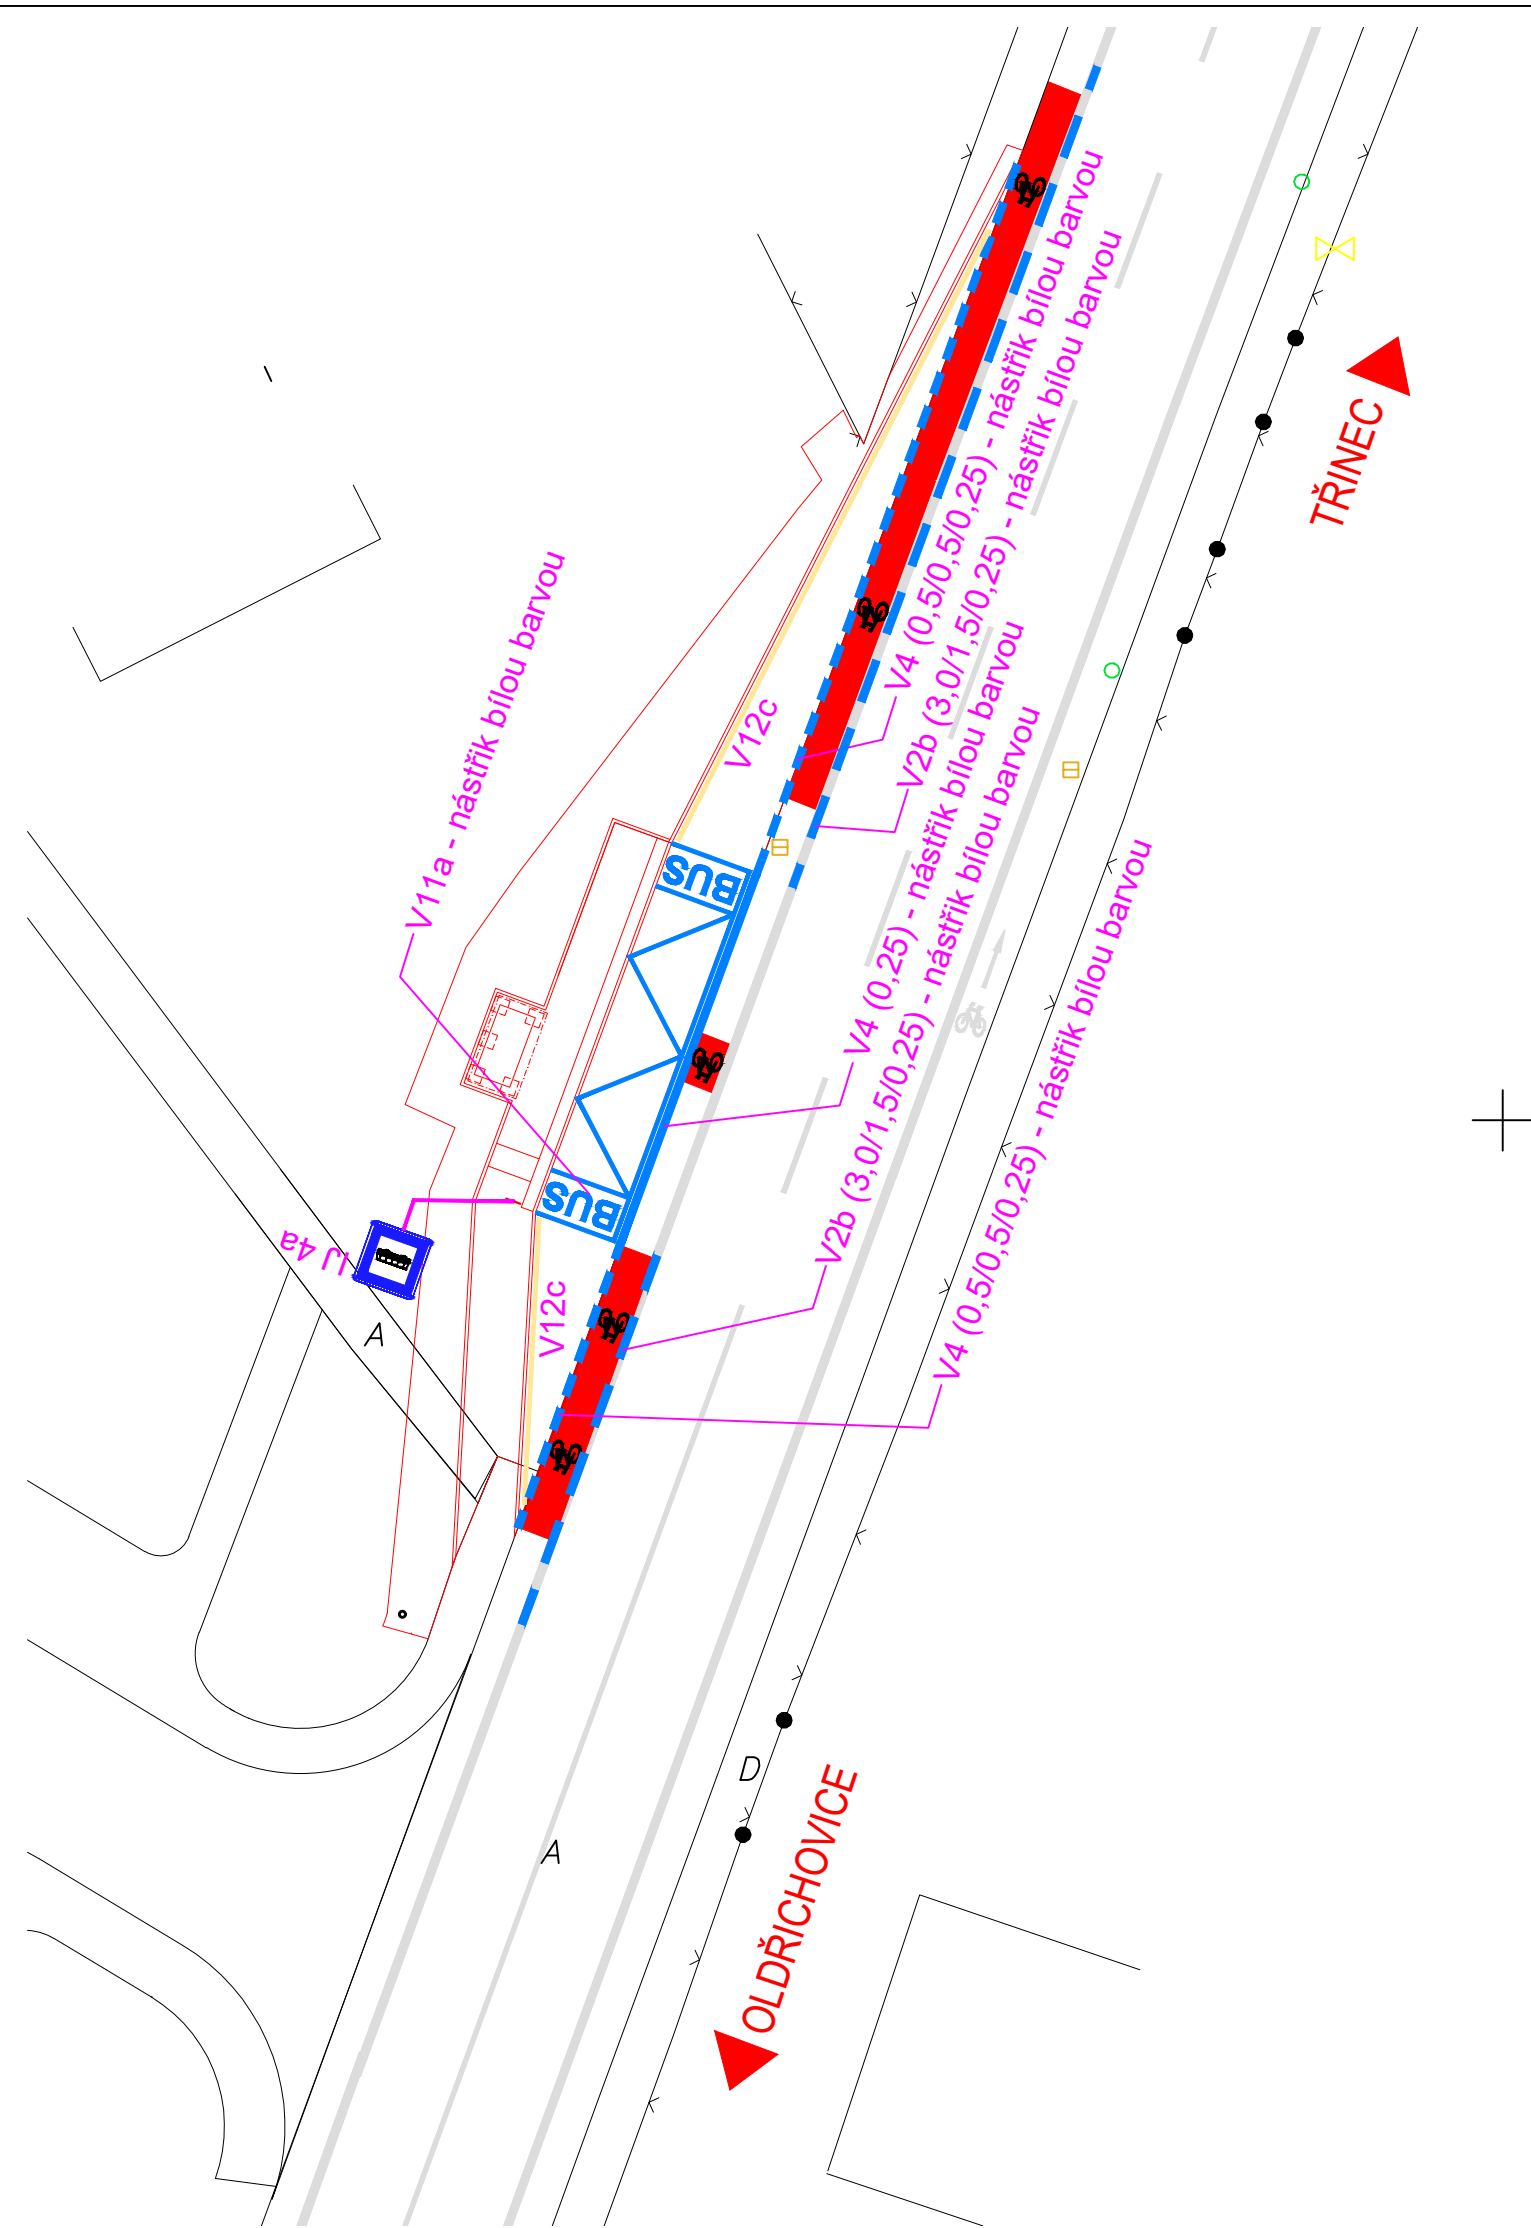 TŘINEC
V4 (0,5/0,5/0,25) - nástřik bílou barvou
V2b (3,0/1,5/0,25) - nástřik bílou barvou
V11a - nástřik bílou barvou
V12c
BUS
V4 (0,25) - nástřik bílou barvou
V2b (3,0/1,5/0,25) - nástřik bílou barvou
V4 (0,5/0,5/0,25) - nástřik bílou barvou
BUS
IJ 4a
V12c
A
D
A
OLDŘICHOVICE